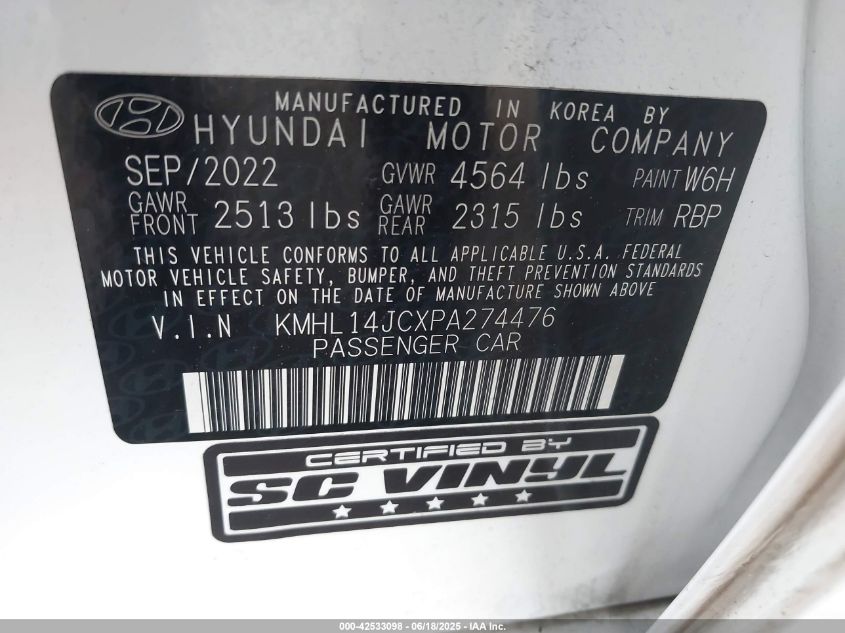 MANUFACTURED IN KOREA BY
HYUNDAI MOTOR COMPANY
SEP/2022 GVWR 4564 lbs PAINT W6H
GAWR FRONT 2513 lbs GAWR REAR 2315 lbs TRIM RBP
THIS VEHICLE CONFORMS TO ALL APPLICABLE U.S.A. FEDERAL
MOTOR VEHICLE SAFETY, BUMPER, AND THEFT PREVENTION STANDARDS
IN EFFECT ON THE DATE OF MANUFACTURE SHOWN ABOVE
V.I.N KMHL14JCXPA274476
PASSENGER CAR
CERTIFIED BY
SC VINYL
000-42533098 - 06/18/2025 - IAA Inc.